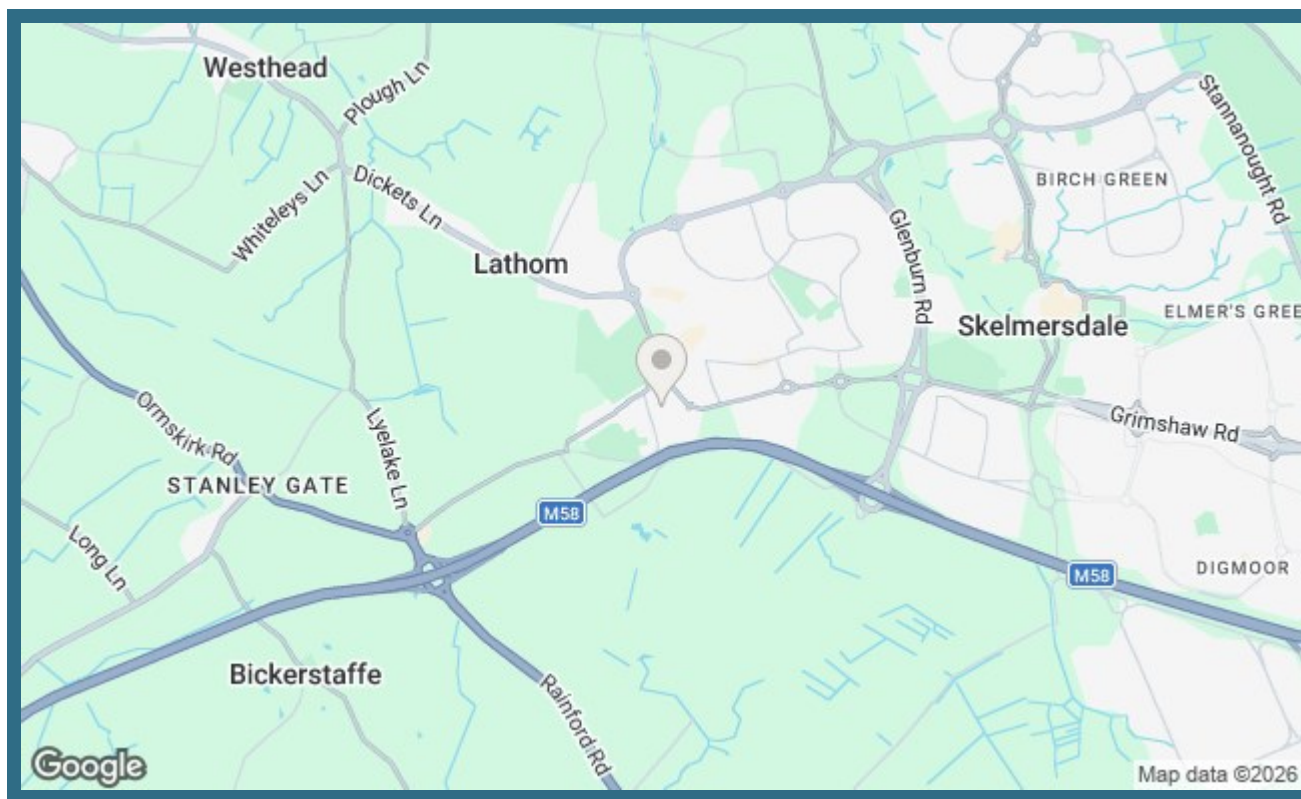 Westhead
Plough Ln
Stannanought Rd
BIRCH GREEN
Dickets Ln
Whiteleys Ln
Glenburn Rd
Lathom
ELMER'S GREE
Skelmersdale
Ormskirk Rd
Lyelake Ln
Grimshaw Rd
STANLEY GATE
M58
Long Ln
DIGMOOR
M58
Bickerstaffe
Rainford Rd
Google
Map data ©2026